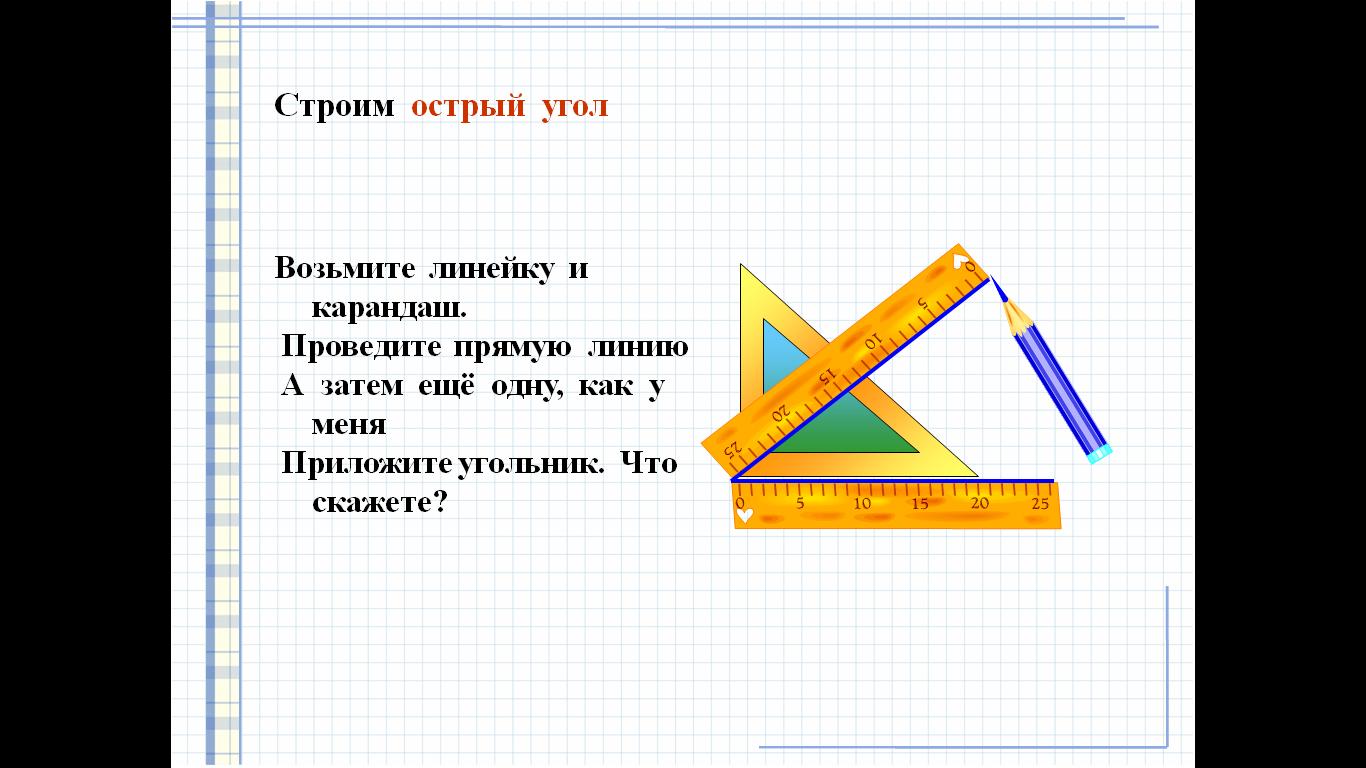 Строим острый угол
Возьмите линейку и
карандаш.
Проведите прямую линию
А затем ещё одну, как у
меня
Приложите угольник. Что
скажете?
0 5 10 15 20 25
0 5 10 15 20 25